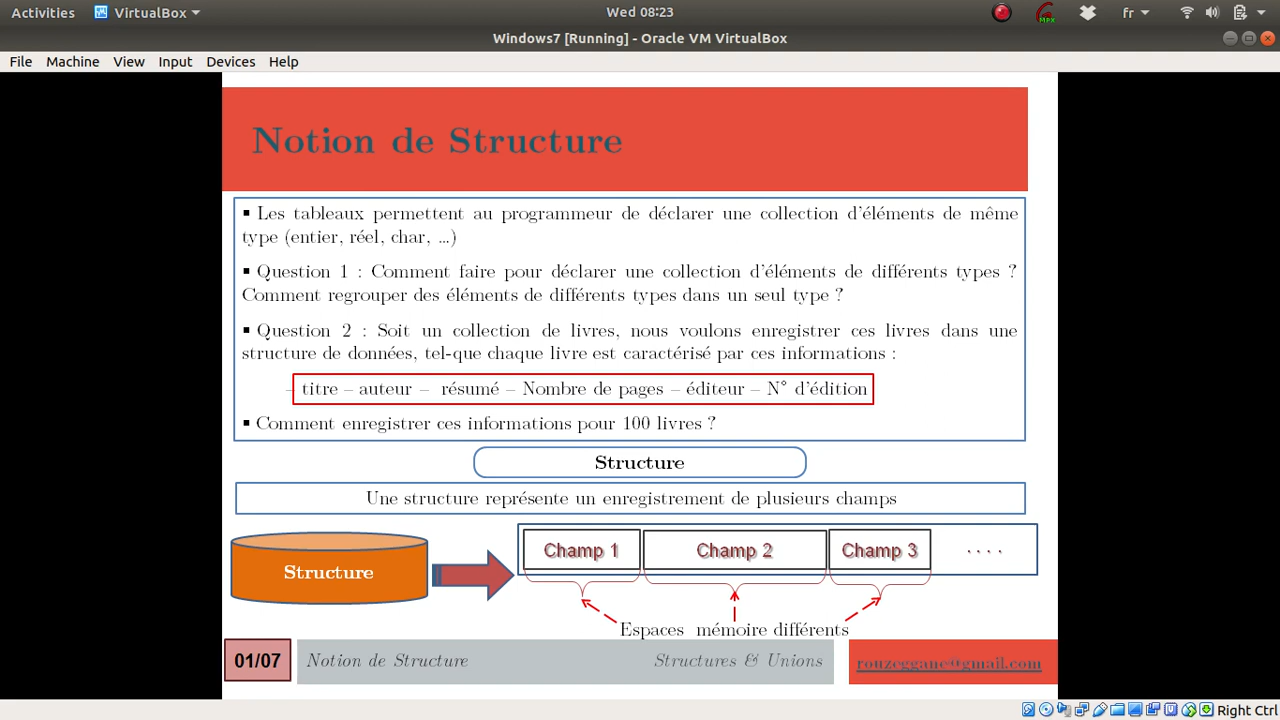 Activities VirtualBox Wed 08:23 fr
Windows7 [Running] - Oracle VM VirtualBox
File Machine View Input Devices Help
Notion de Structure
▪ Les tableaux permettent au programmeur de déclarer une collection d'éléments de même
type (entier, réel, char, ...)
▪ Question 1 : Comment faire pour déclarer une collection d'éléments de différents types ?
Comment regrouper des éléments de différents types dans un seul type ?
▪ Question 2 : Soit un collection de livres, nous voulons enregistrer ces livres dans une
structure de données, tel-que chaque livre est caractérisé par ces informations :
– titre – auteur – résumé – Nombre de pages – éditeur – N° d'édition
▪ Comment enregistrer ces informations pour 100 livres ?
Structure
Une structure représente un enregistrement de plusieurs champs
Structure Champ 1 Champ 2 Champ 3 ....
Espaces mémoire différents
01/07 Notion de Structure Structures & Unions rouzeggane@gmail.com
Right Ctrl